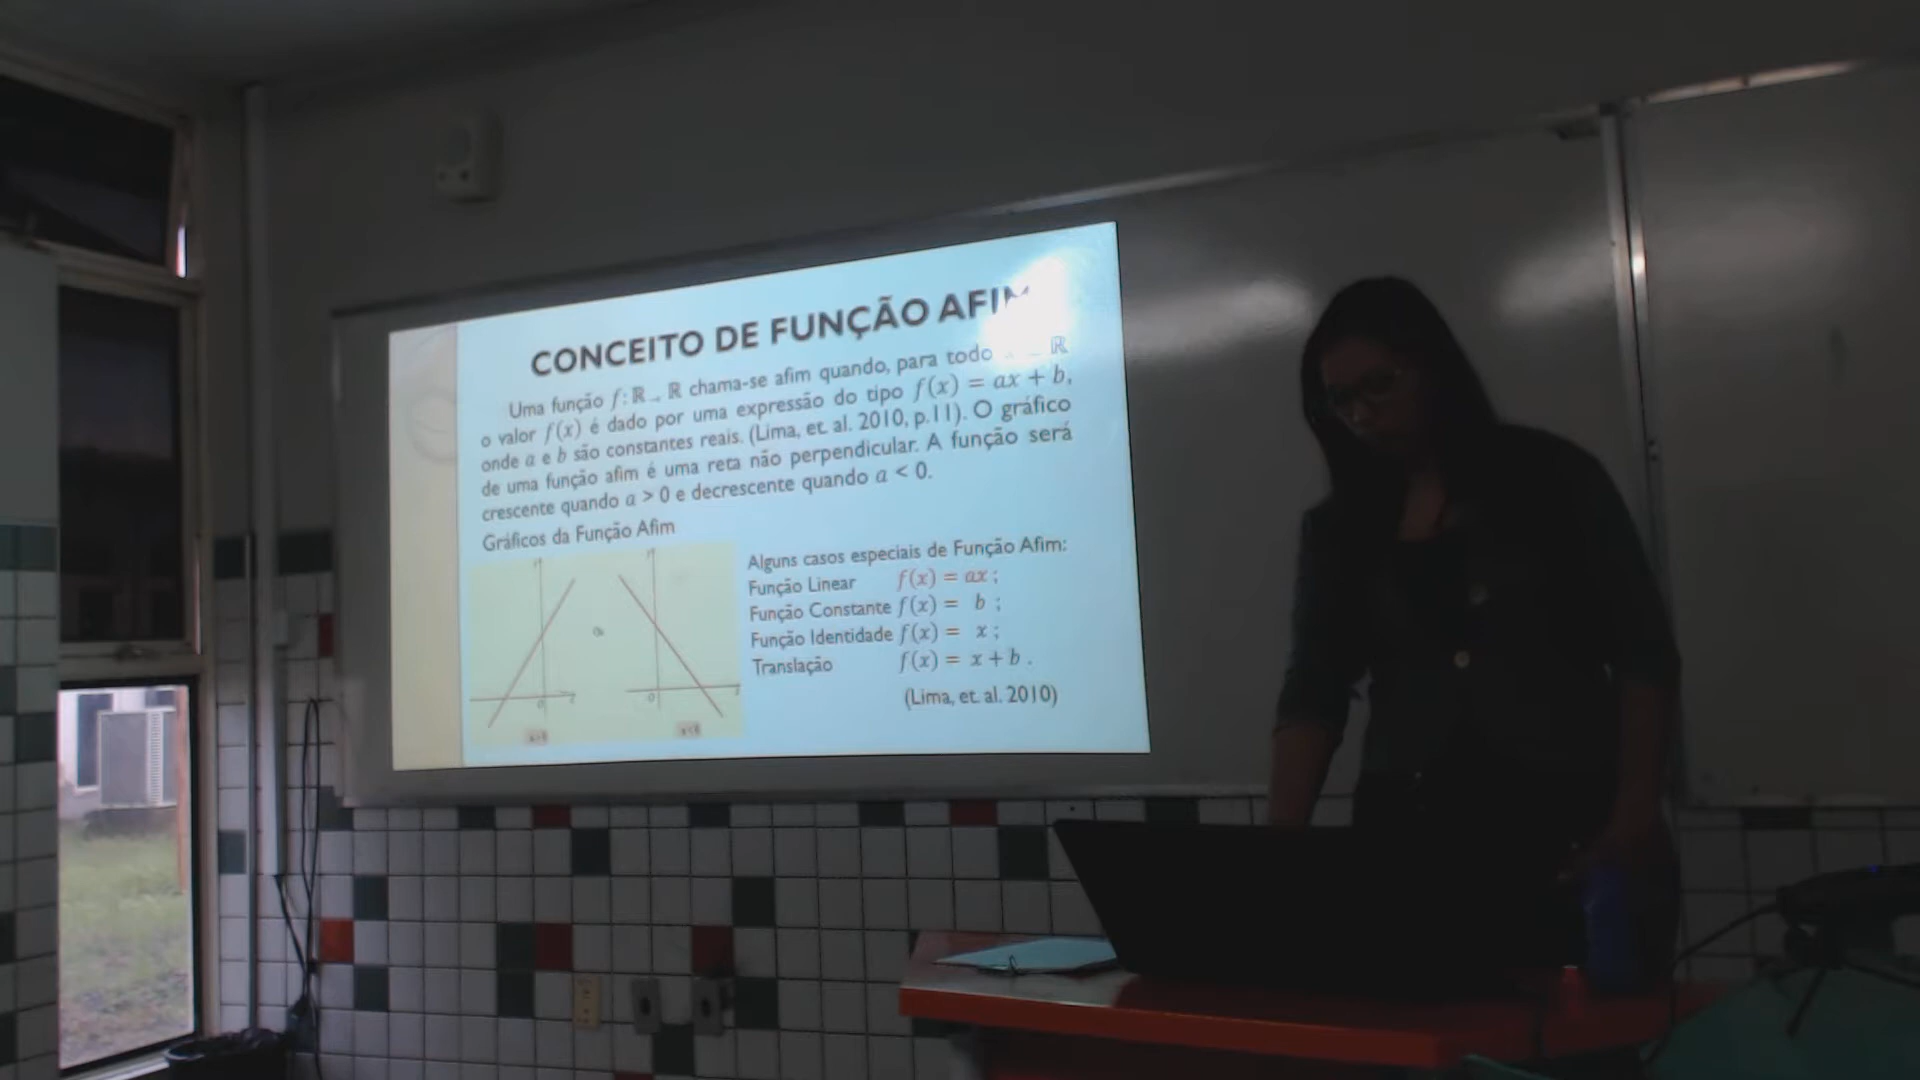 CONCEITO DE FUNÇÃO AFIM
Uma função f: ℝ → ℝ chama-se afim quando, para todo ℝ
o valor f(x) é dado por uma expressão do tipo f(x) = ax + b,
onde a e b são constantes reais. (Lima, et. al. 2010, p.11). O gráfico
de uma função afim é uma reta não perpendicular. A função será
crescente quando a > 0 e decrescente quando a < 0.
Gráficos da Função Afim
Alguns casos especiais de Função Afim:
Função Linear f(x) = ax ;
Função Constante f(x) = b ;
Função Identidade f(x) = x ;
Translação f(x) = x + b .
(Lima, et. al. 2010)